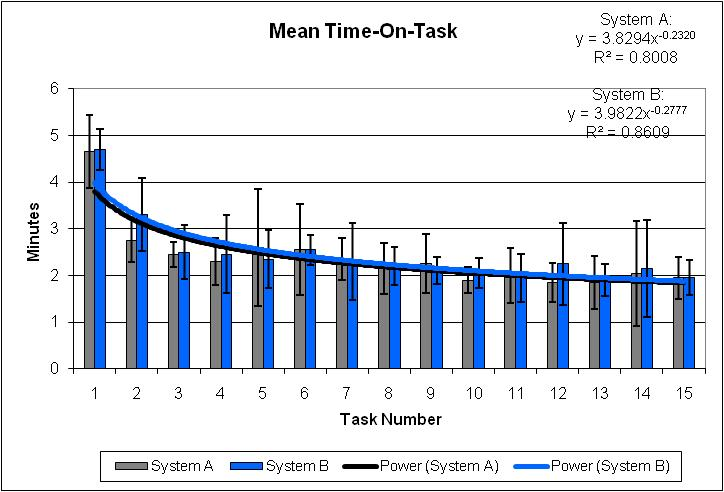 Mean Time-On-Task
System A:
y = 3.8294x^-0.2320
R² = 0.8008
System B:
y = 3.9822x^-0.2777
R² = 0.8609
Minutes
6
5
4
3
2
1
0
1 2 3 4 5 6 7 8 9 10 11 12 13 14 15
Task Number
System A System B Power (System A) Power (System B)